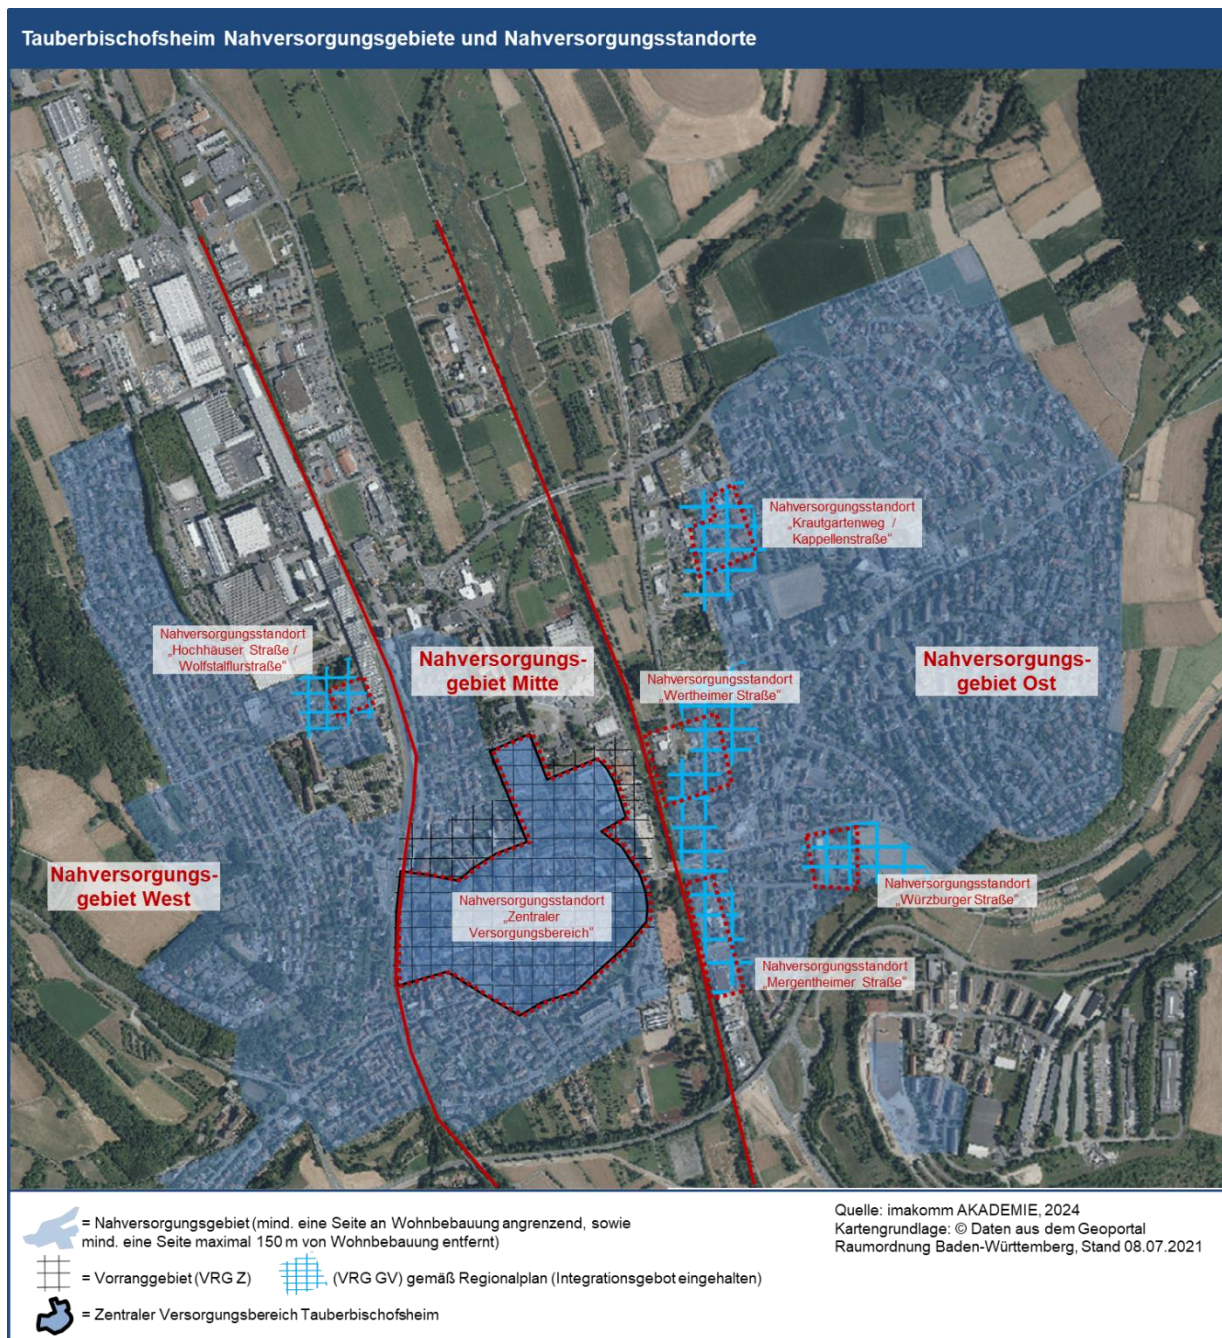 Tauberbischofsheim Nahversorgungsgebiete und Nahversorgungsstandorte
Nahversorgungsstandort
„Krautgartenweg /
Kappellenstraße“
Nahversorgungsstandort
„Hochhäuser Straße /
Wolfstalflurstraße“
Nahversorgungs-
gebiet Mitte
Nahversorgungsstandort
„Wertheimer Straße“
Nahversorgungs-
gebiet Ost
Nahversorgungs-
gebiet West
Nahversorgungsstandort
„Zentraler
Versorgungsbereich“
Nahversorgungsstandort
„Würzburger Straße“
Nahversorgungsstandort
„Mergentheimer Straße“
= Nahversorgungsgebiet (mind. eine Seite an Wohnbebauung angrenzend, sowie
mind. eine Seite maximal 150 m von Wohnbebauung entfernt)
= Vorranggebiet (VRG Z)
(VRG GV) gemäß Regionalplan (Integrationsgebot eingehalten)
= Zentraler Versorgungsbereich Tauberbischofsheim
Quelle: imakomm AKADEMIE, 2024
Kartengrundlage: © Daten aus dem Geoportal
Raumordnung Baden-Württemberg, Stand 08.07.2021